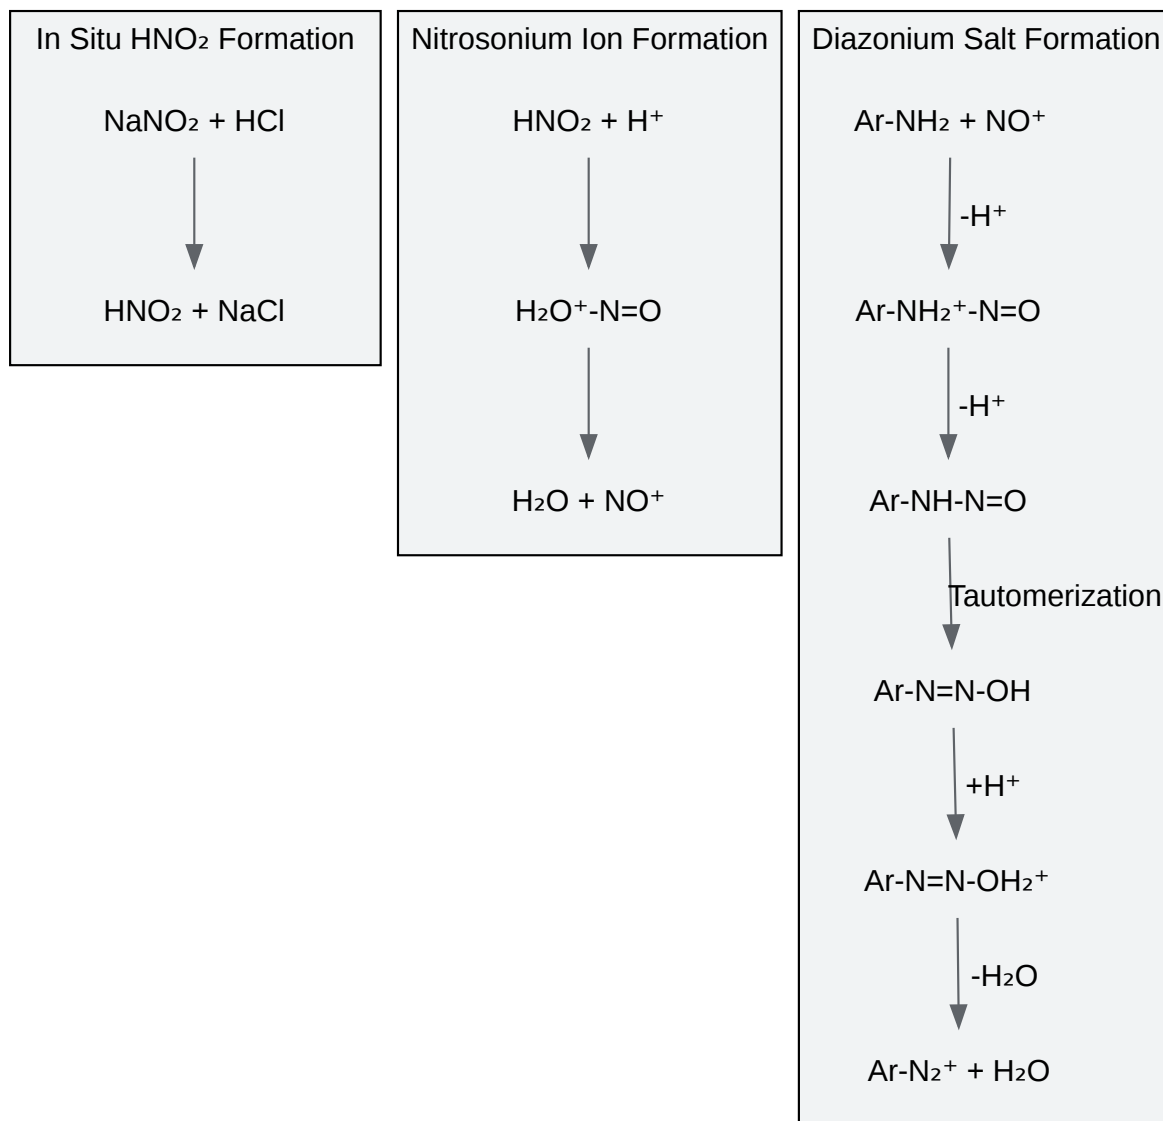 In Situ HNO₂ Formation
NaNO₂ + HCl
HNO₂ + NaCl
Nitrosonium Ion Formation
HNO₂ + H⁺
H₂O⁺-N=O
H₂O + NO⁺
Diazonium Salt Formation
Ar-NH₂ + NO⁺
-H⁺
Ar-NH₂⁺-N=O
-H⁺
Ar-NH-N=O
Tautomerization
Ar-N=N-OH
+H⁺
Ar-N=N-OH₂⁺
-H₂O
Ar-N₂⁺ + H₂O